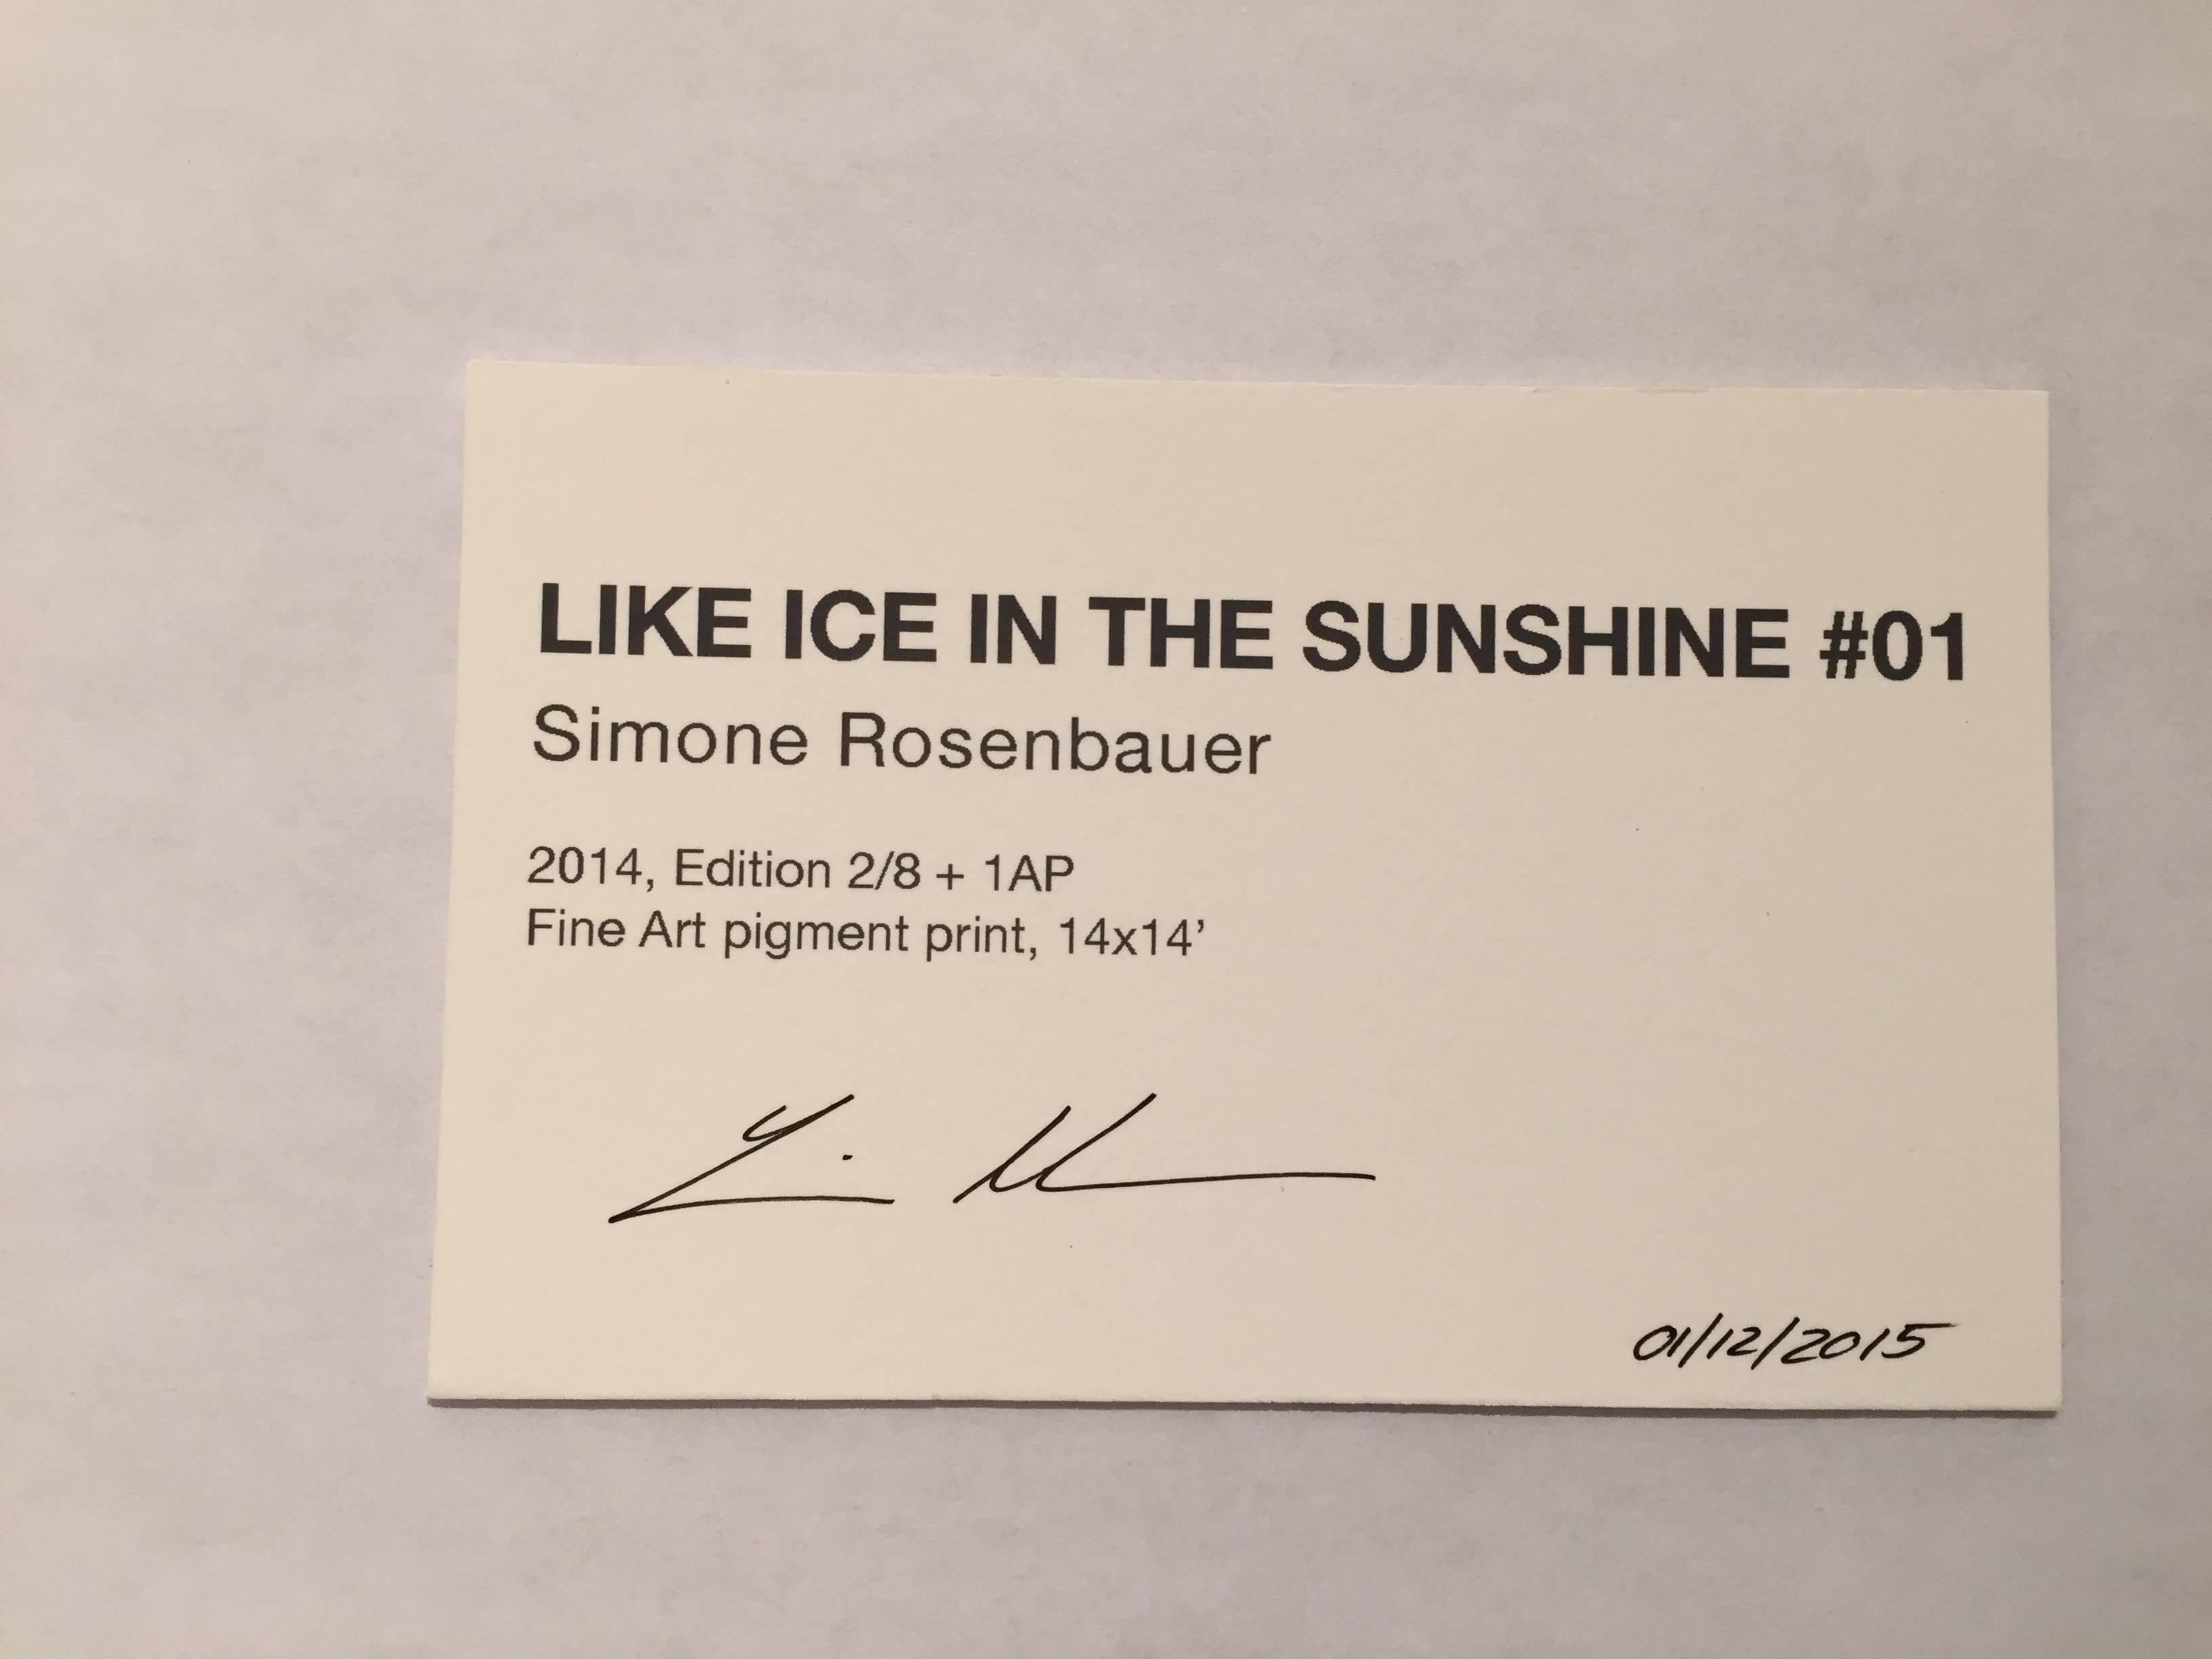 LIKE ICE IN THE SUNSHINE #01
Simone Rosenbauer
2014, Edition 2/8 + 1AP
Fine Art pigment print, 14x14’
01/12/2015